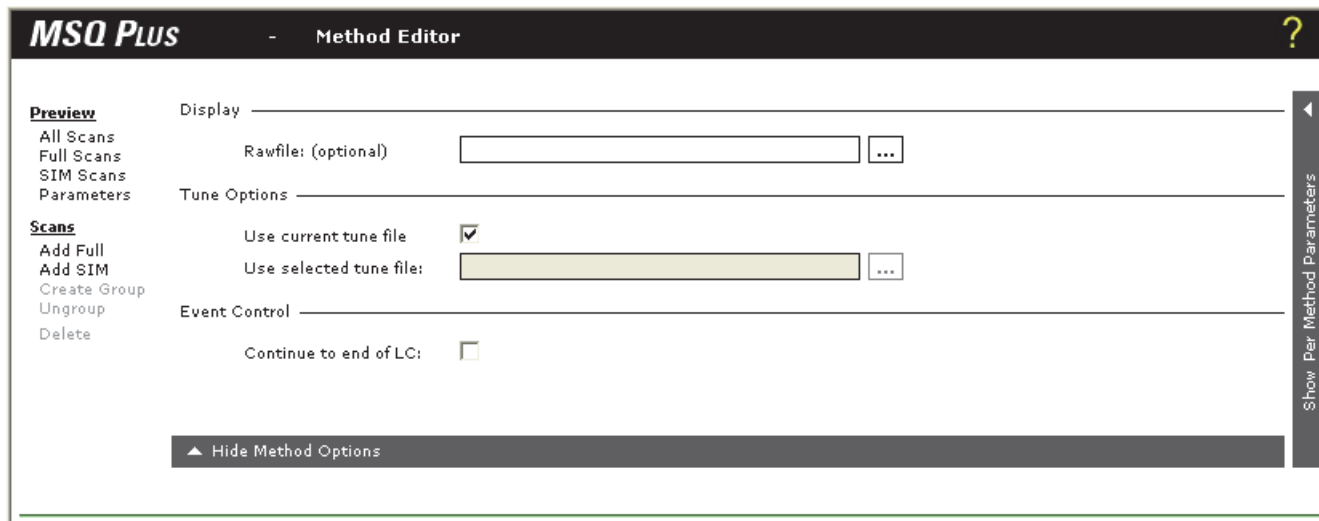 MSQ PLUS - Method Editor ?
Preview
All Scans
Full Scans
SIM Scans
Parameters
Scans
Add Full
Add SIM
Create Group
Ungroup
Delete
Display
Rawfile: (optional) ...
Tune Options
Use current tune file
Use selected tune file: ...
Event Control
Continue to end of LC:
Hide Method Options
Show Per Method Parameters